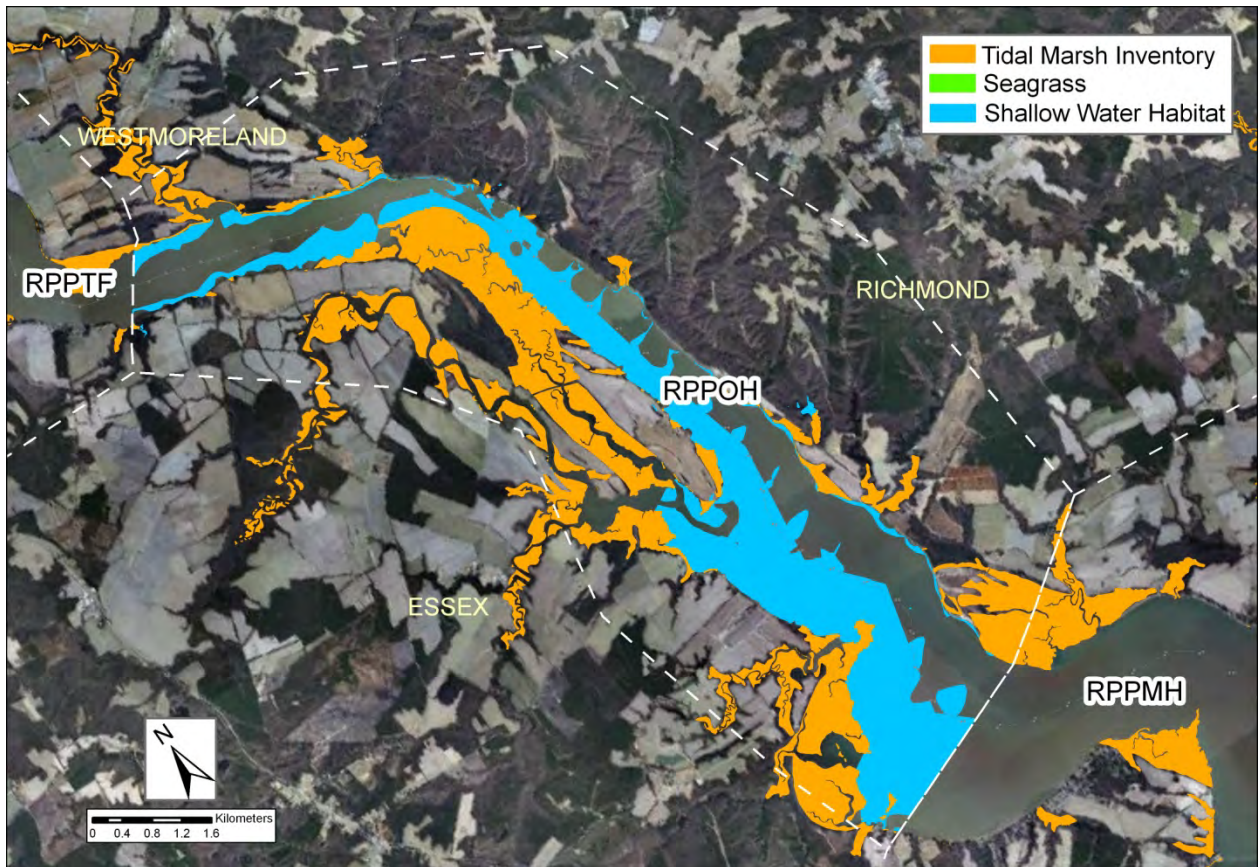 Tidal Marsh Inventory
Seagrass
Shallow Water Habitat
WESTMORELAND
RPPTF
RICHMOND
RPPOH
ESSEX
RPPMH
N
Kilometers
0 0.4 0.8 1.2 1.6